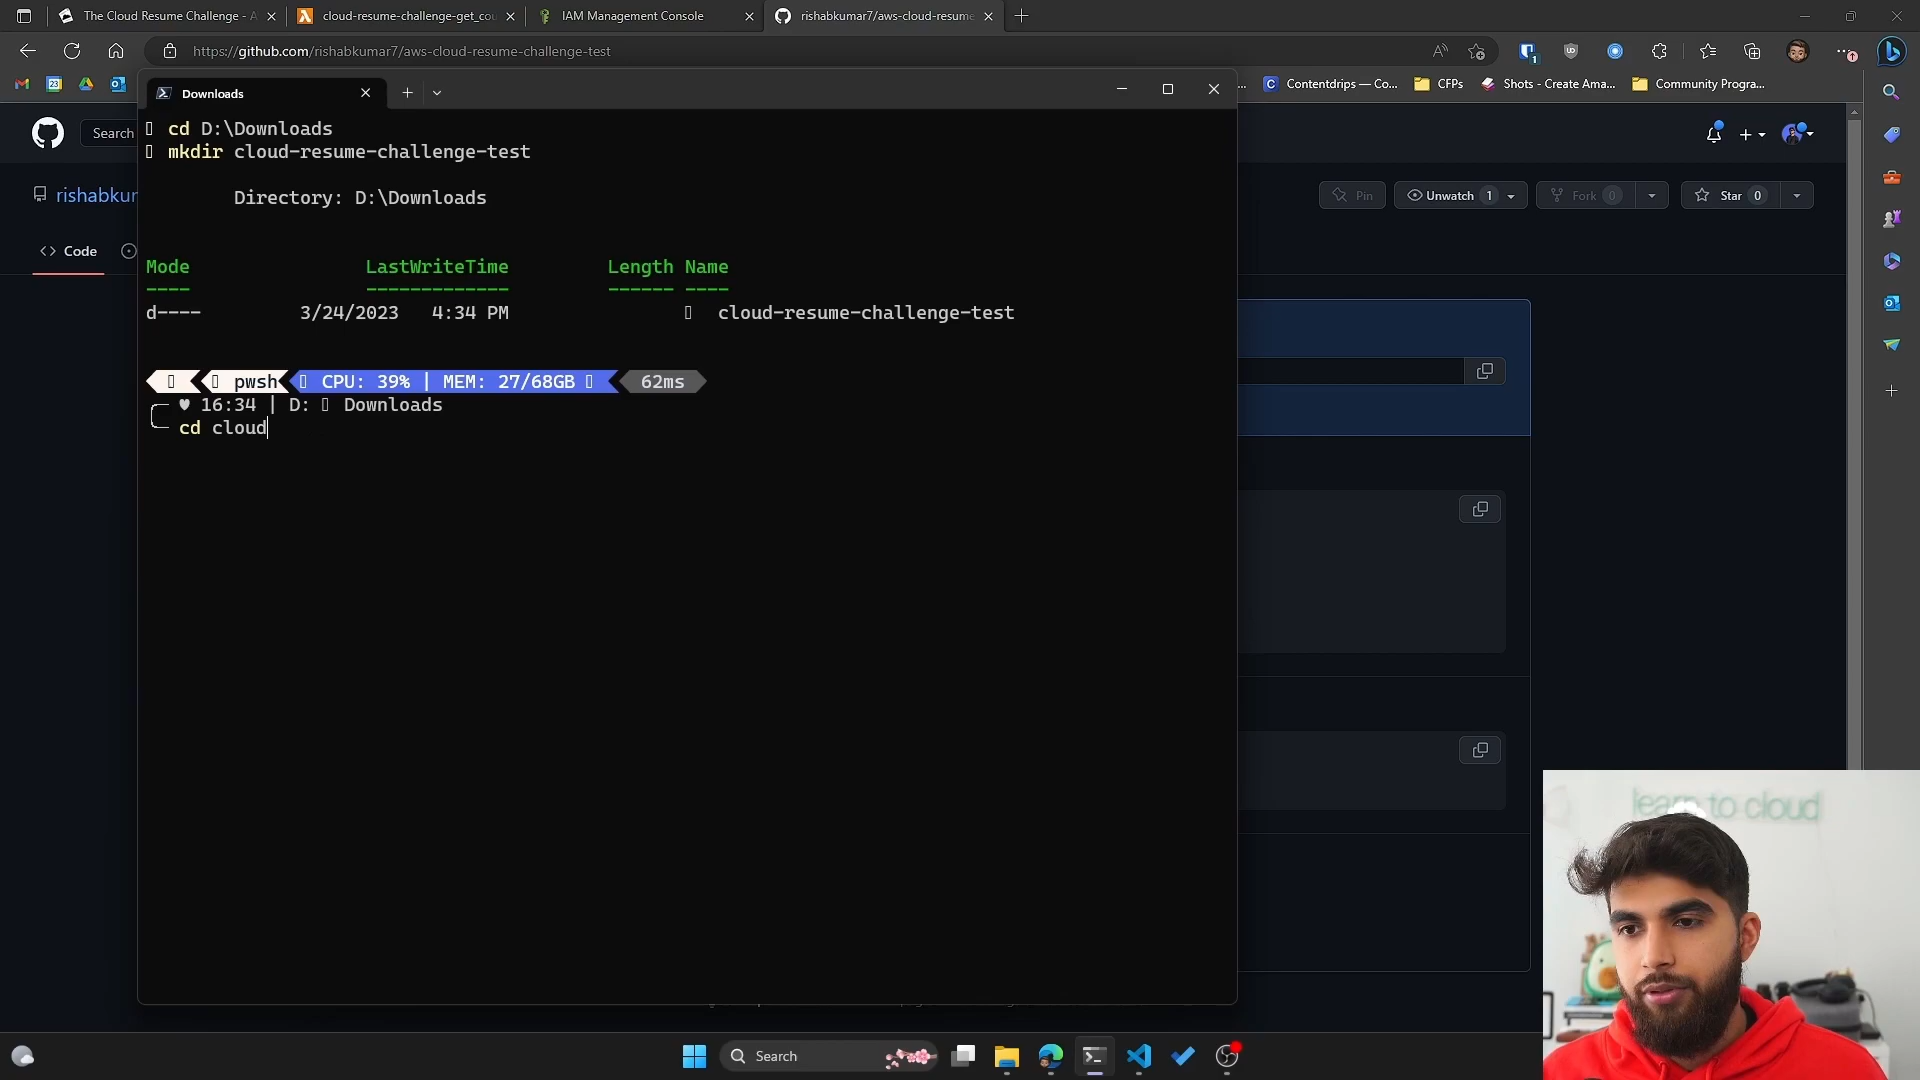 The Cloud Resume Challenge - A
cloud-resume-challenge-get_cou
IAM Management Console
rishabkumar7/aws-cloud-resume
https://github.com/rishabkumar7/aws-cloud-resume-challenge-test
Contentdrips — Co...
CFPs
Shots - Create Ama...
Community Progra...
Downloads
Search
cd D:\Downloads
mkdir cloud-resume-challenge-test
Directory: D:\Downloads
rishabkur
Pin
Unwatch 1
Fork 0
Star 0
Code
Mode LastWriteTime Length Name
---- ------------- ------ ----
d---- 3/24/2023 4:34 PM cloud-resume-challenge-test
pwsh CPU: 39% | MEM: 27/68GB 62ms
♥ 16:34 | D: Downloads
cd cloud
learn to cloud
Search